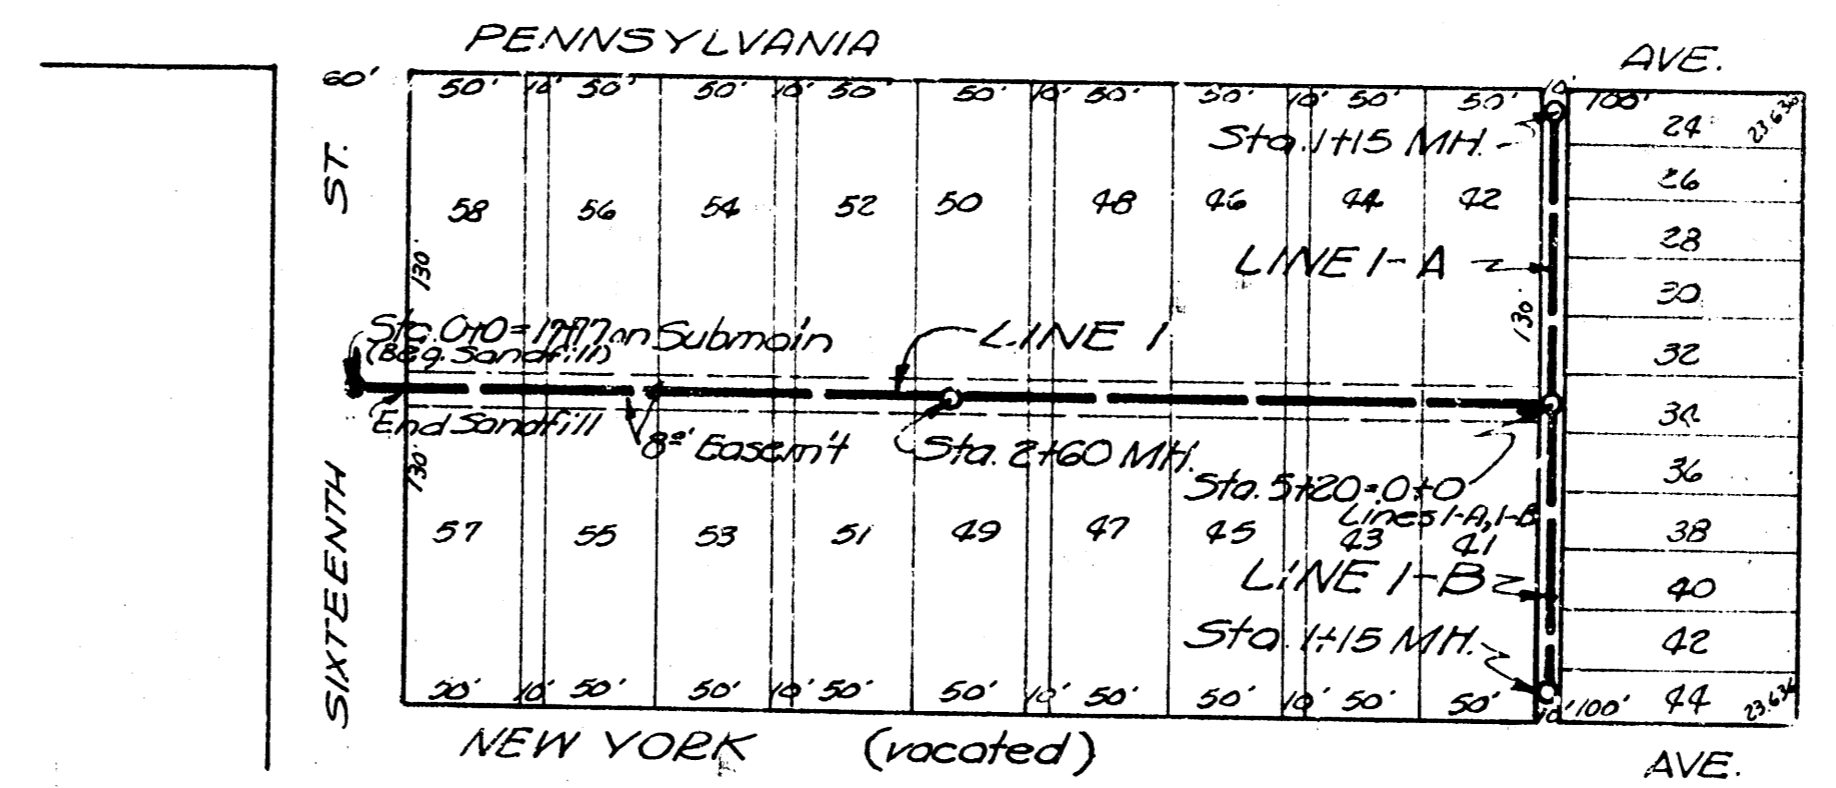 PENNSYLVANIA AVE.
60' 50' 10' 50' 50' 10' 50' 50' 10' 50' 50' 10' 50' 50' 10' 100'
Sta. 1+15 MH.
24 23.636
ST.
26
58 56 54 52 50 48 46 44 42
28
130'
LINE 1-A
30
130'
Sta. 0+0 = 17+17 on Submain
(Beg. Sandfill)
LINE 1
32
34
End Sandfill
8' Easem't
Sta. 2+60 MH.
130'
36
Sta. 5+20=0+0
Lines 1-A, 1-B
57 55 53 51 49 47 45 43 41
38
LINE 1-B
40
SIXTEENTH
Sta. 1+15 MH.
42
50' 10' 50' 50' 10' 50' 50' 10' 50' 50' 10' 50' 50' 10' 100'
44 23.636
NEW YORK (vacated) AVE.